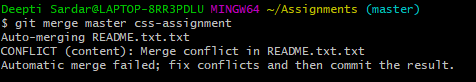 Deepti Sardar@LAPTOP-8RR3PDLU MINGW64 ~/Assignments (master)
$ git merge master css-assignment
Auto-merging README.txt.txt
CONFLICT (content): Merge conflict in README.txt.txt
Automatic merge failed; fix conflicts and then commit the result.